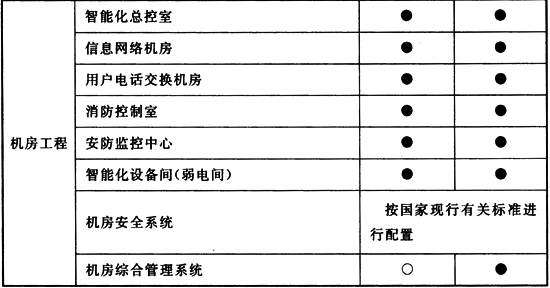 智能化总控室 ● ●
信息网络机房 ● ●
用户电话交换机房 ● ●
消防控制室 ● ●
机房工程 安防监控中心 ● ●
智能化设备间(弱电间) ● ●
机房安全系统 按国家现行有关标准进
行配置
机房综合管理系统 ○ ●